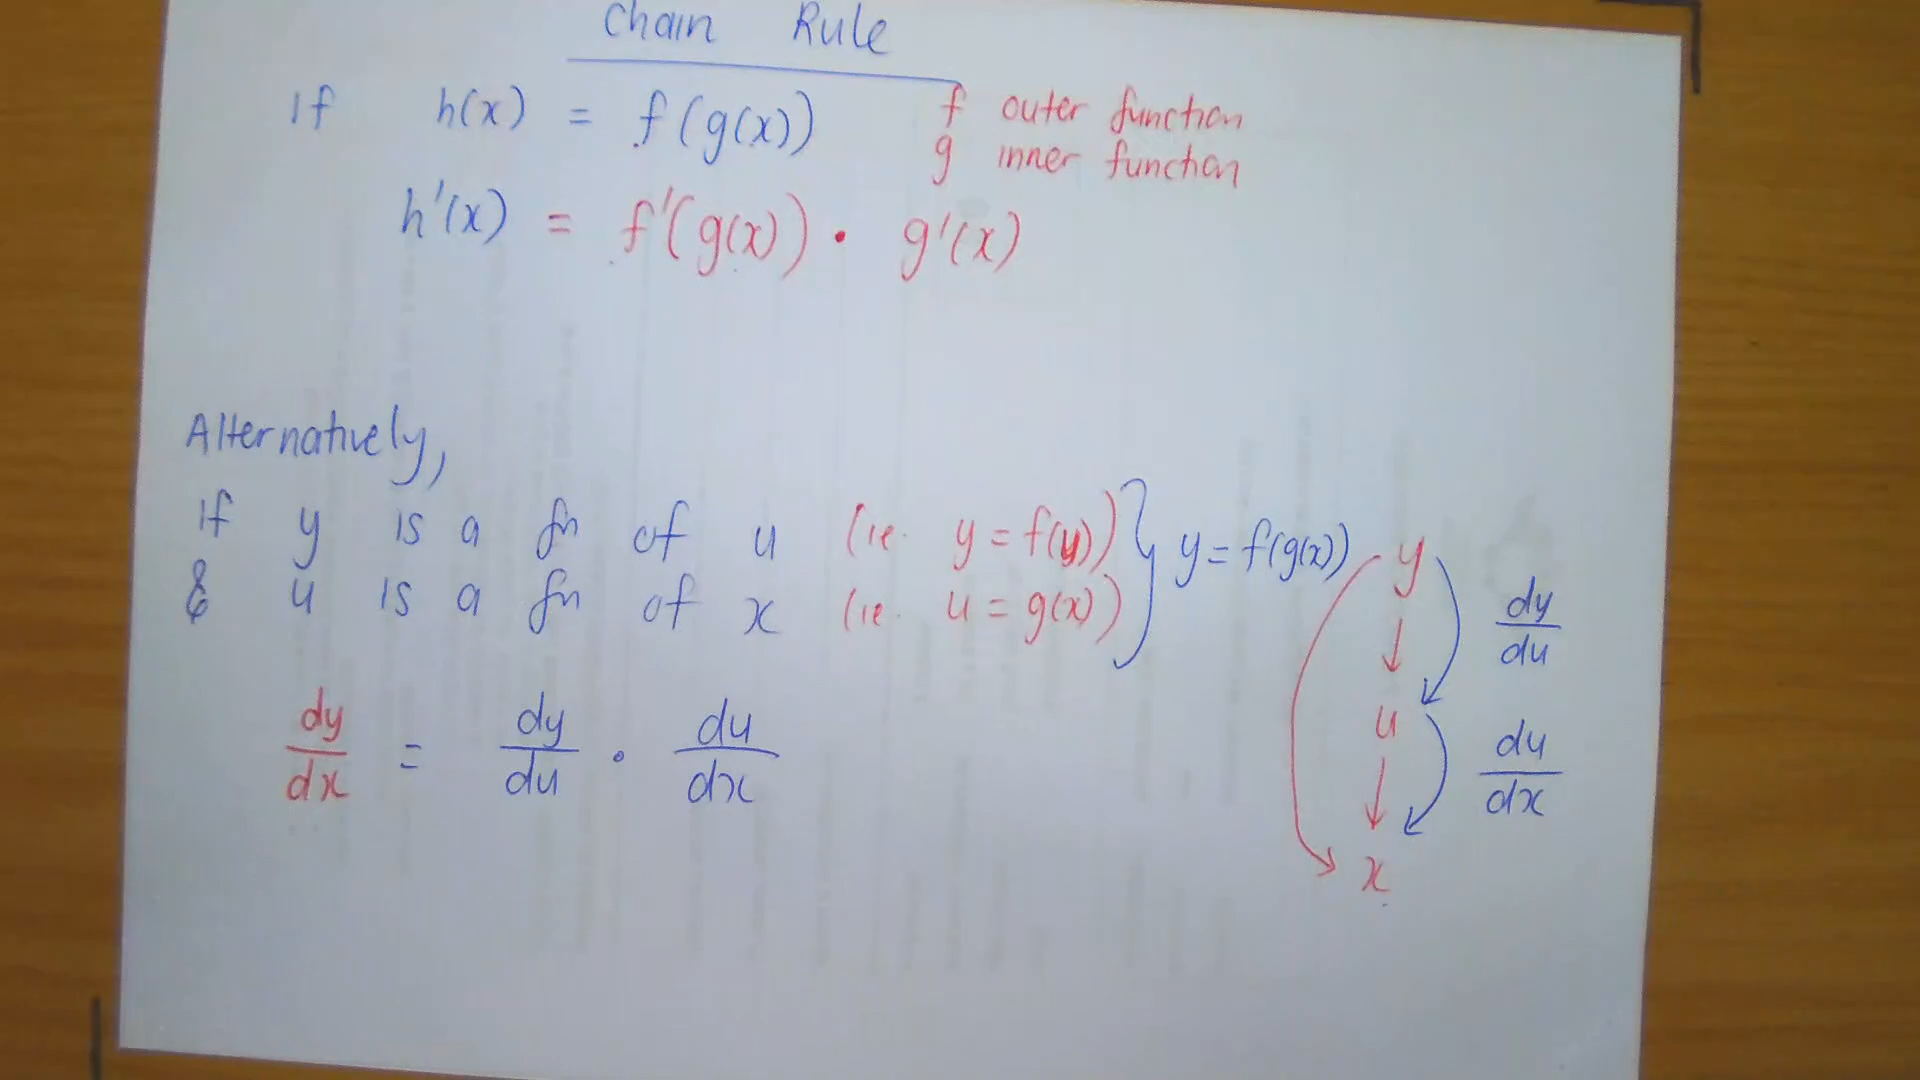 Chain Rule
If h(x) = f(g(x)) f outer function
g inner function
h'(x) = f'(g(x)) · g'(x)
Alternatively,
If y is a fn of u (ie. y = f(u)) } y = f(g(x))
& u is a fn of x (ie. u = g(x))
dy/dx = dy/du · du/dx
y
dy/du
u
du/dx
x